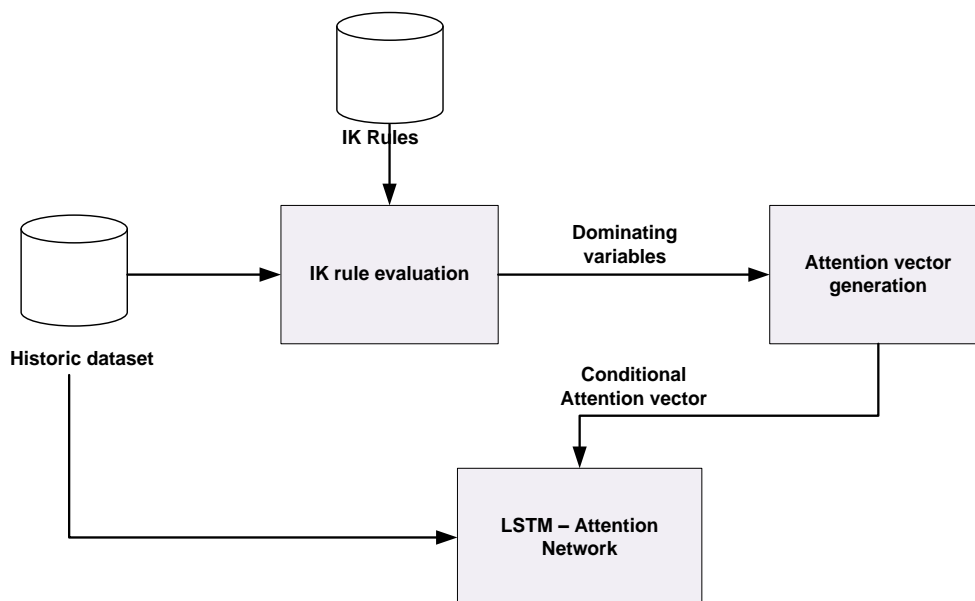 IK Rules
Dominating
variables
IK rule evaluation
Attention vector
generation
Historic dataset
Conditional
Attention vector
LSTM – Attention
Network